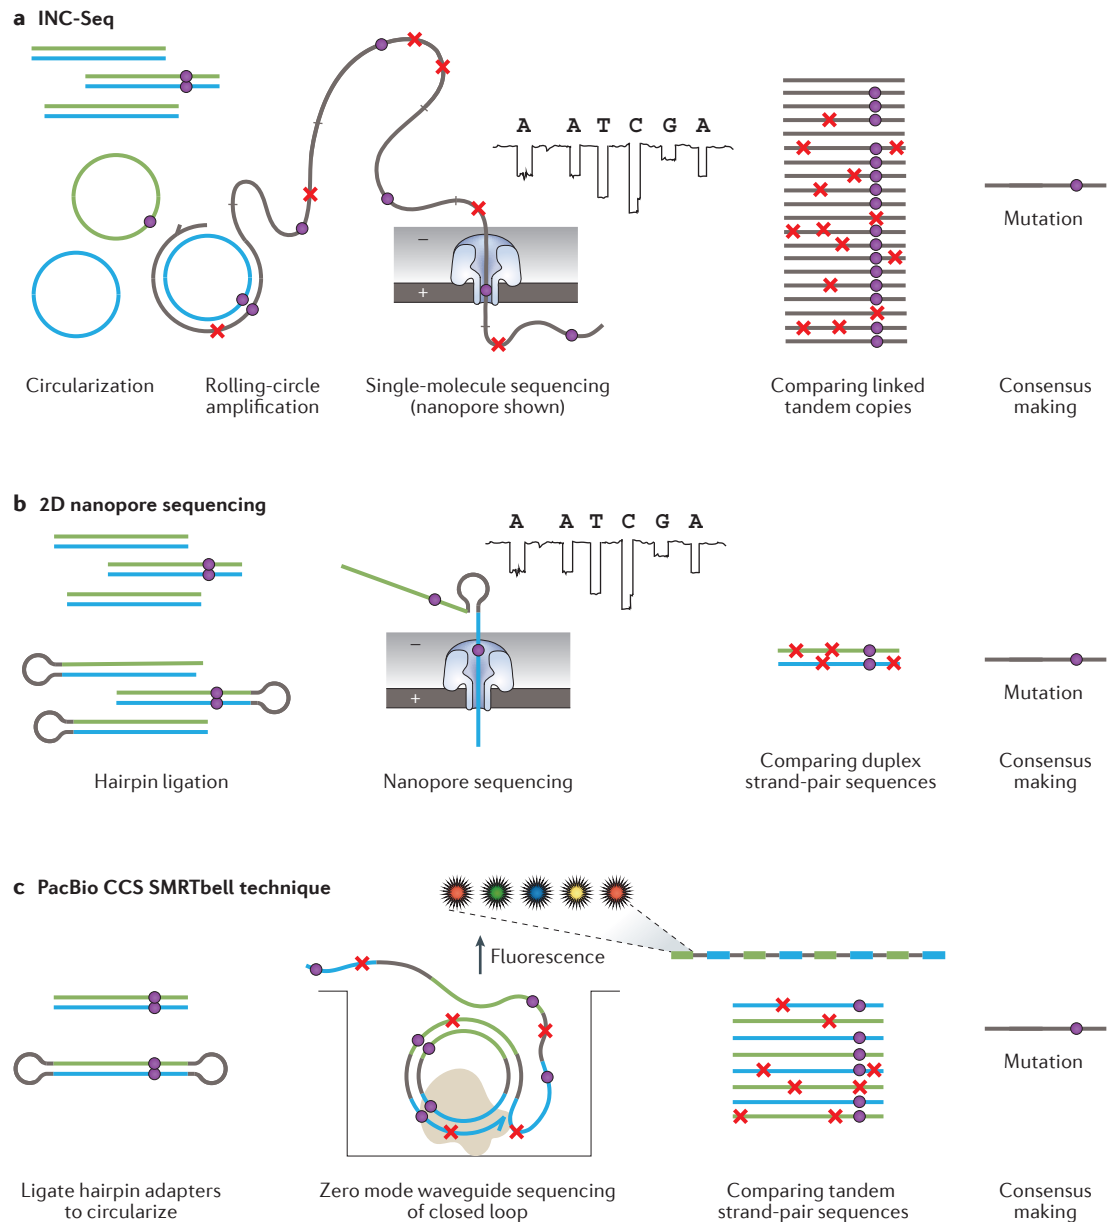 a INC-Seq
A A T C G A
−
+
Mutation
Circularization
Rolling-circle
amplification
Single-molecule sequencing
(nanopore shown)
Comparing linked
tandem copies
Consensus
making
b 2D nanopore sequencing
A A T C G A
−
+
Mutation
Hairpin ligation
Nanopore sequencing
Comparing duplex
strand-pair sequences
Consensus
making
c PacBio CCS SMRTbell technique
Fluorescence
Mutation
Ligate hairpin adapters
to circularize
Zero mode waveguide sequencing
of closed loop
Comparing tandem
strand-pair sequences
Consensus
making